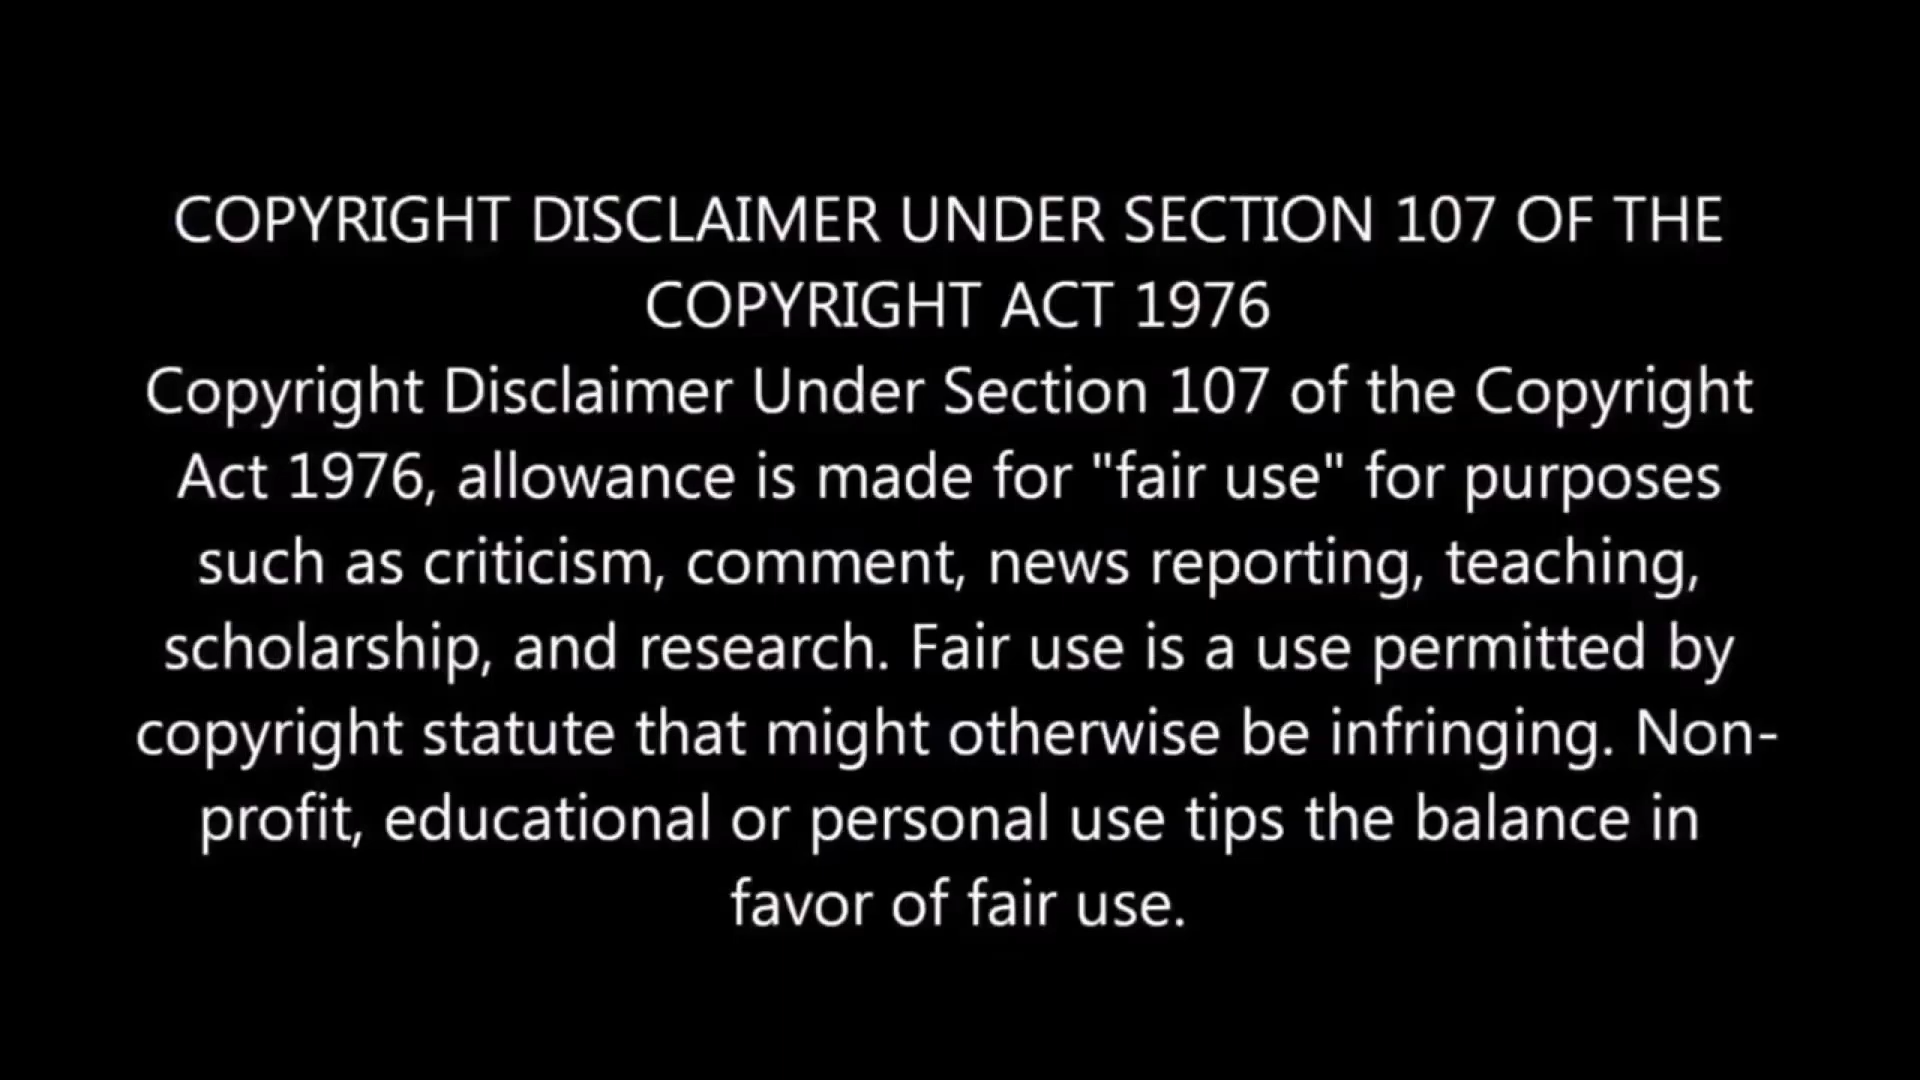 COPYRIGHT DISCLAIMER UNDER SECTION 107 OF THE
COPYRIGHT ACT 1976
Copyright Disclaimer Under Section 107 of the Copyright
Act 1976, allowance is made for "fair use" for purposes
such as criticism, comment, news reporting, teaching,
scholarship, and research. Fair use is a use permitted by
copyright statute that might otherwise be infringing. Non-
profit, educational or personal use tips the balance in
favor of fair use.